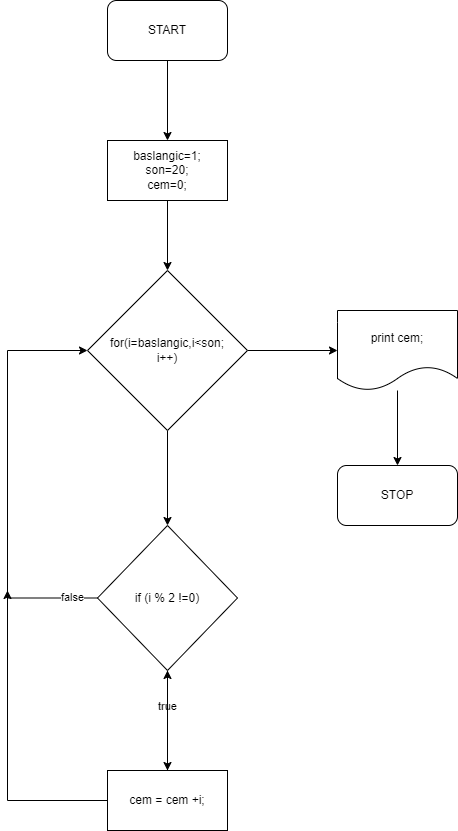 START
baslangic=1;
son=20;
cem=0;
for(i=baslangic,i<son;
i++)
print cem;
STOP
if (i % 2 !=0)
false
true
cem = cem +i;